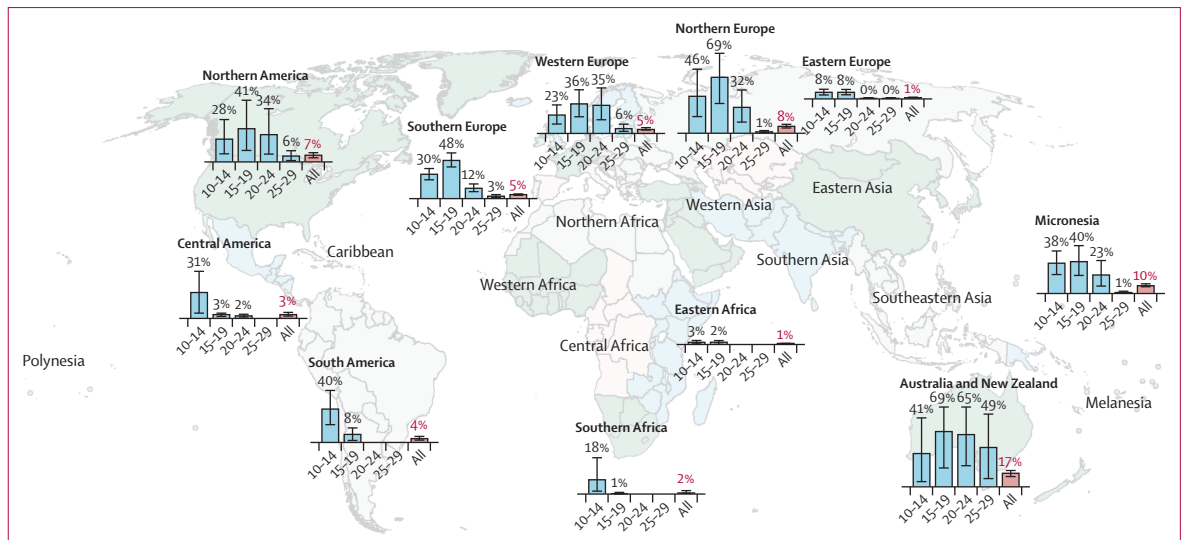 Northern America
28% 41% 34% 6% 7%
10–14 15–19 20–24 25–29 All
Southern Europe
30% 48% 12% 3% 5%
10–14 15–19 20–24 25–29 All
Western Europe
23% 36% 35% 6% 5%
10–14 15–19 20–24 25–29 All
Northern Europe
46% 69% 32% 1% 8%
10–14 15–19 20–24 25–29 All
Eastern Europe
8% 8% 0% 0% 1%
10–14 15–19 20–24 25–29 All
Eastern Asia
Western Asia
Northern Africa
Caribbean
Central America
31% 3% 2% 3%
10–14 15–19 20–24 25–29 All
Southern Asia
Western Africa
Southeastern Asia
Micronesia
38% 40% 23% 1% 10%
10–14 15–19 20–24 25–29 All
Eastern Africa
3% 2% 1%
10–14 15–19 20–24 25–29 All
Central Africa
Polynesia
South America
40% 8% 4%
10–14 15–19 20–24 25–29 All
Southern Africa
18% 1% 2%
10–14 15–19 20–24 25–29 All
Australia and New Zealand
41% 69% 65% 49% 17%
10–14 15–19 20–24 25–29 All
Melanesia